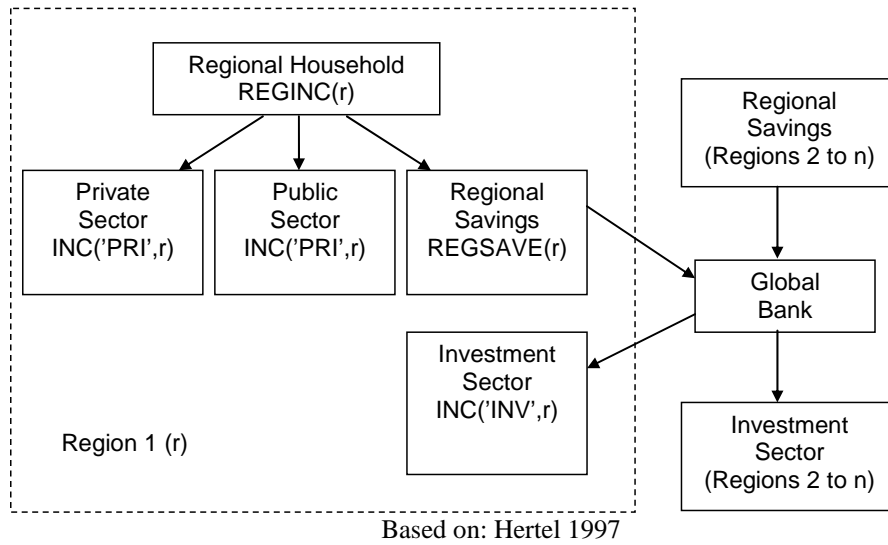 Regional Household
REGINC(r)
Regional
Savings
(Regions 2 to n)
Private
Sector
INC('PRI',r)
Public
Sector
INC('PRI',r)
Regional
Savings
REGSAVE(r)
Global
Bank
Investment
Sector
INC('INV',r)
Investment
Sector
(Regions 2 to n)
Region 1 (r)
Based on: Hertel 1997